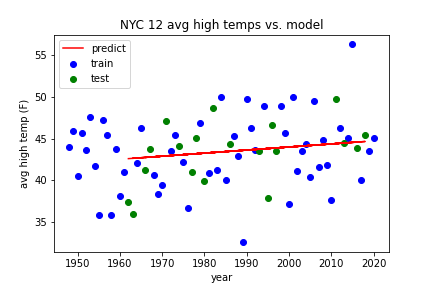 NYC 12 avg high temps vs. model
predict
train
test
55
50
45
40
35
avg high temp (F)
1950 1960 1970 1980 1990 2000 2010 2020
year